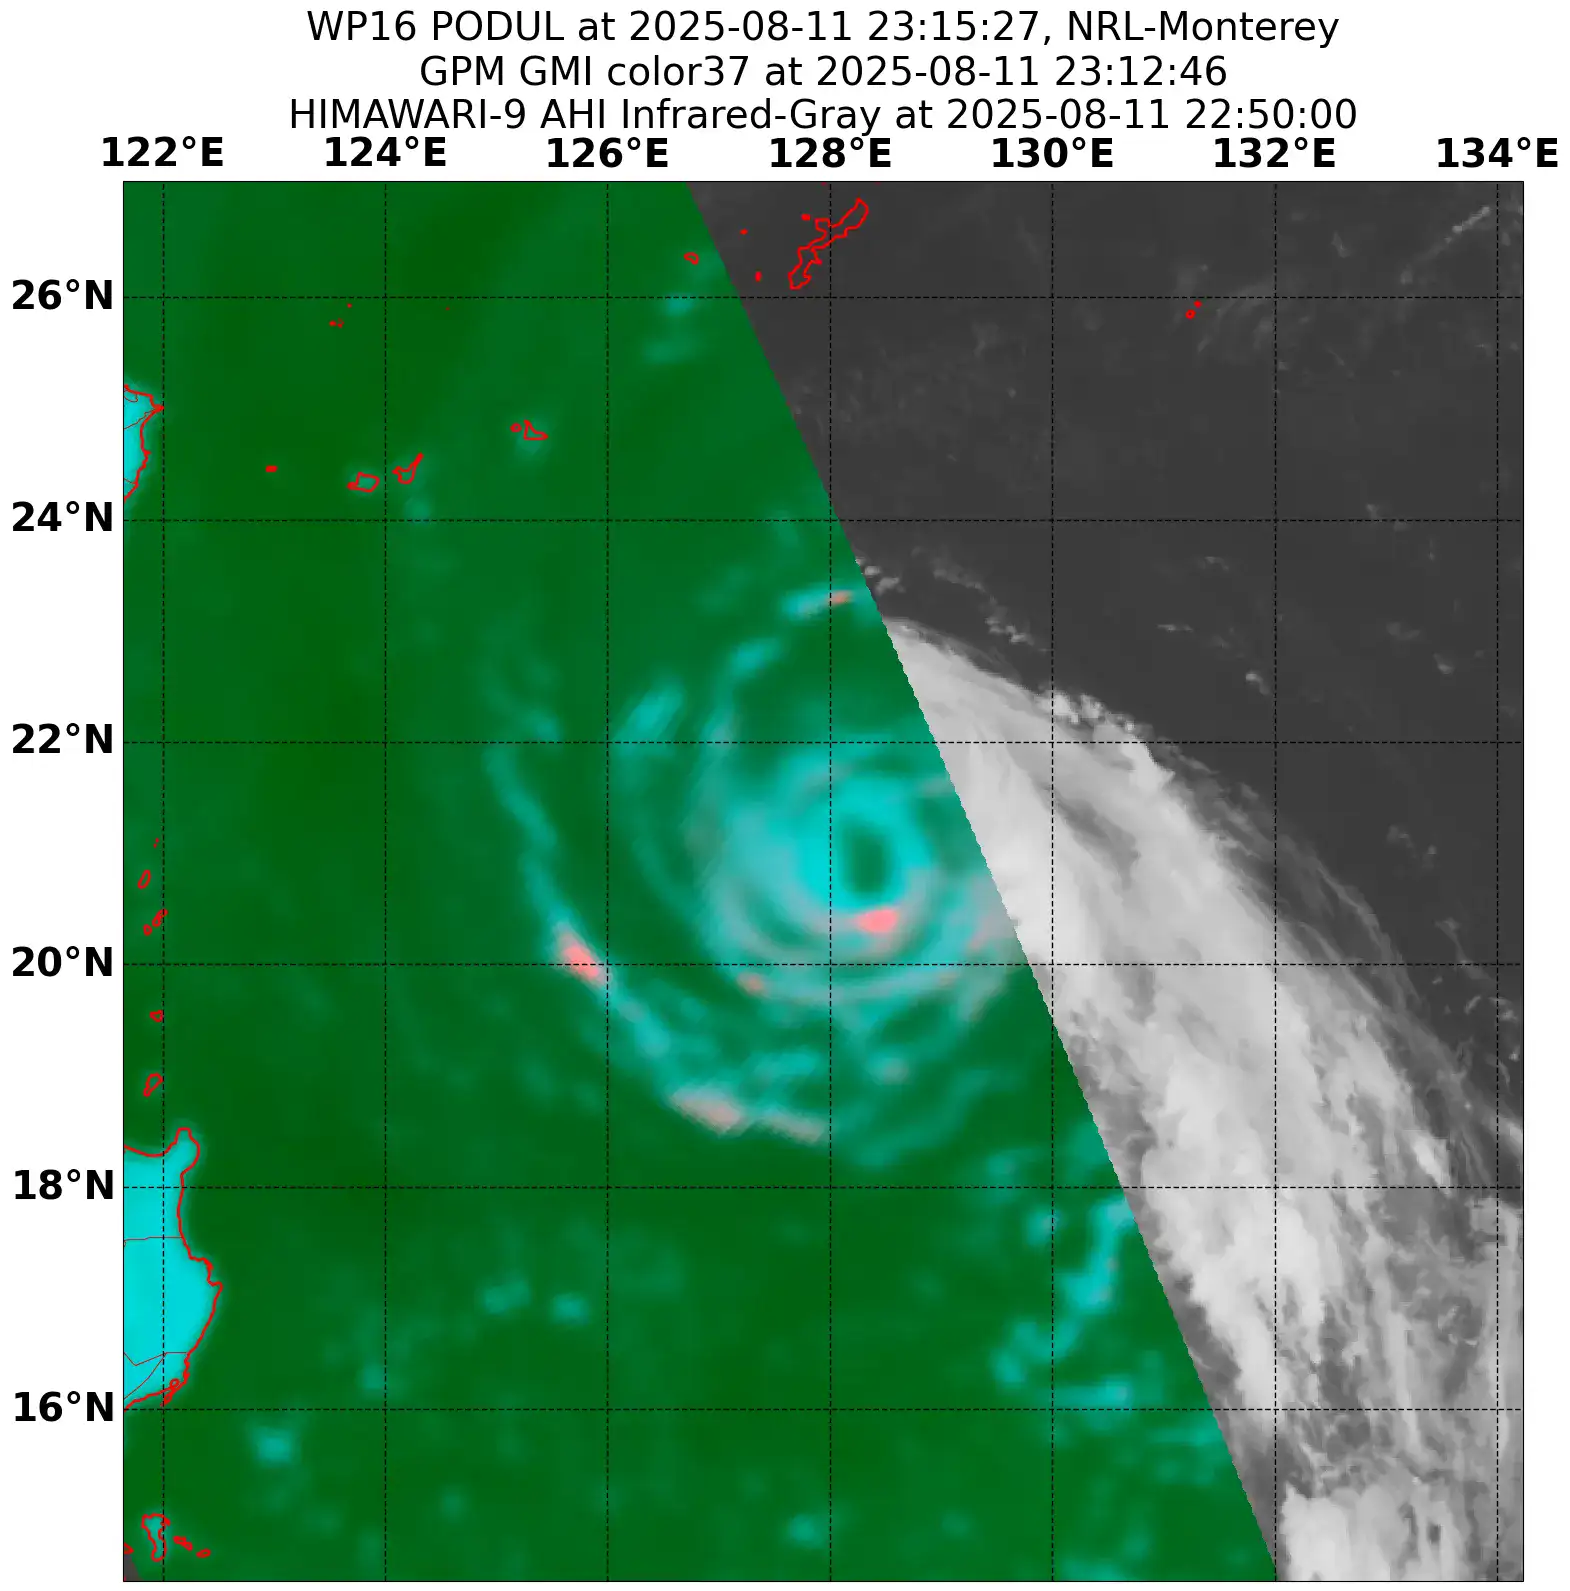 WP16 PODUL at 2025-08-11 23:15:27, NRL-Monterey
GPM GMI color37 at 2025-08-11 23:12:46
HIMAWARI-9 AHI Infrared-Gray at 2025-08-11 22:50:00
122°E 124°E 126°E 128°E 130°E 132°E 134°E
26°N
24°N
22°N
20°N
18°N
16°N